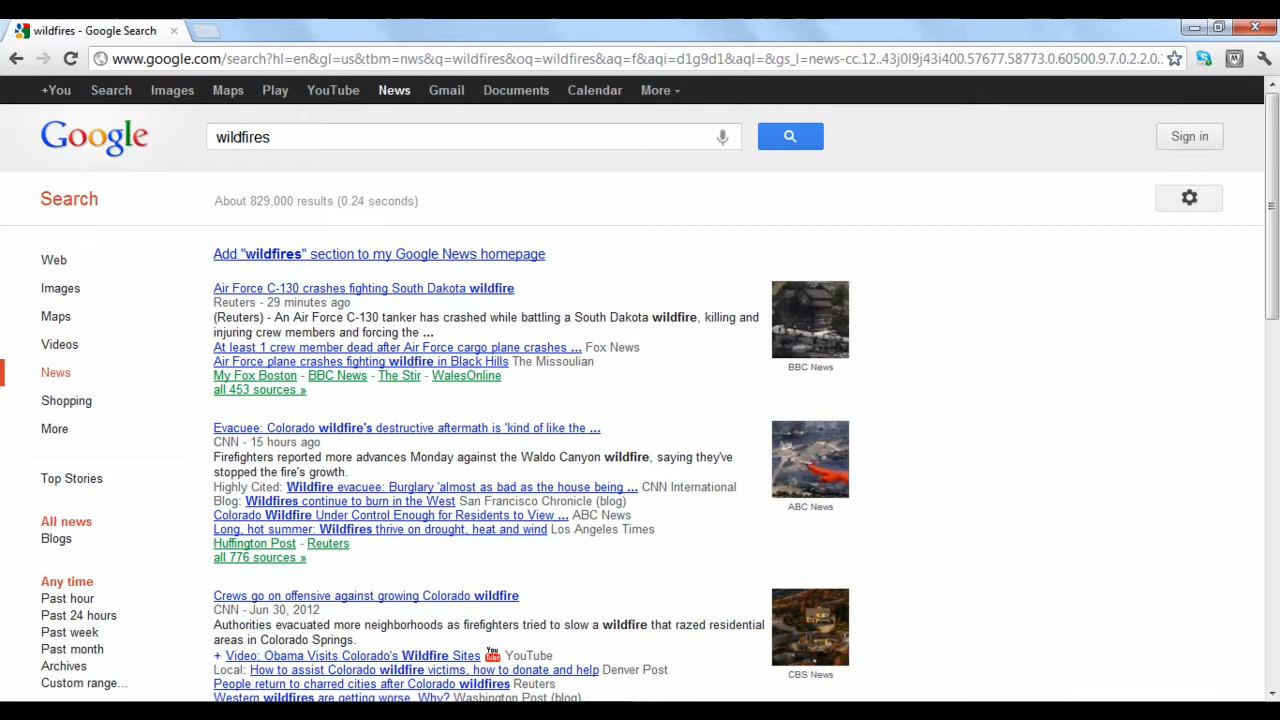 wildfires - Google Search
www.google.com/search?hl=en&gl=us&tbm=nws&q=wildfires&oq=wildfires&aq=f&aqi=d1g9d1&aql=&gs_l=news-cc.12..43j0l9j43i400.57677.58773.0.60500.9.7.0.2.2.0.
+You Search Images Maps Play YouTube News Gmail Documents Calendar More
Google
wildfires
Sign in
Search
About 829,000 results (0.24 seconds)
Web
Images
Maps
Videos
News
Shopping
More
Top Stories
All news
Blogs
Any time
Past hour
Past 24 hours
Past week
Past month
Archives
Custom range...
Add "wildfires" section to my Google News homepage
Air Force C-130 crashes fighting South Dakota wildfire
Reuters - 29 minutes ago
(Reuters) - An Air Force C-130 tanker has crashed while battling a South Dakota wildfire, killing and
injuring crew members and forcing the ...
At least 1 crew member dead after Air Force cargo plane crashes ... Fox News
Air Force plane crashes fighting wildfire in Black Hills The Missoulian
My Fox Boston - BBC News - The Stir - WalesOnline
all 453 sources »
BBC News
Evacuee: Colorado wildfire's destructive aftermath is 'kind of like the ...
CNN - 15 hours ago
Firefighters reported more advances Monday against the Waldo Canyon wildfire, saying they've
stopped the fire's growth.
Highly Cited: Wildfire evacuee: Burglary 'almost as bad as the house being ... CNN International
Blog: Wildfires continue to burn in the West San Francisco Chronicle (blog)
Colorado Wildfire Under Control Enough for Residents to View ... ABC News
Long, hot summer: Wildfires thrive on drought, heat and wind Los Angeles Times
Huffington Post - Reuters
all 776 sources »
ABC News
Crews go on offensive against growing Colorado wildfire
CNN - Jun 30, 2012
Authorities evacuated more neighborhoods as firefighters tried to slow a wildfire that razed residential
areas in Colorado Springs.
+ Video: Obama Visits Colorado's Wildfire Sites You Tube YouTube
Local: How to assist Colorado wildfire victims, how to donate and help Denver Post
People return to charred cities after Colorado wildfires Reuters
Western wildfires are getting worse. Why? Washington Post (blog)
CBS News